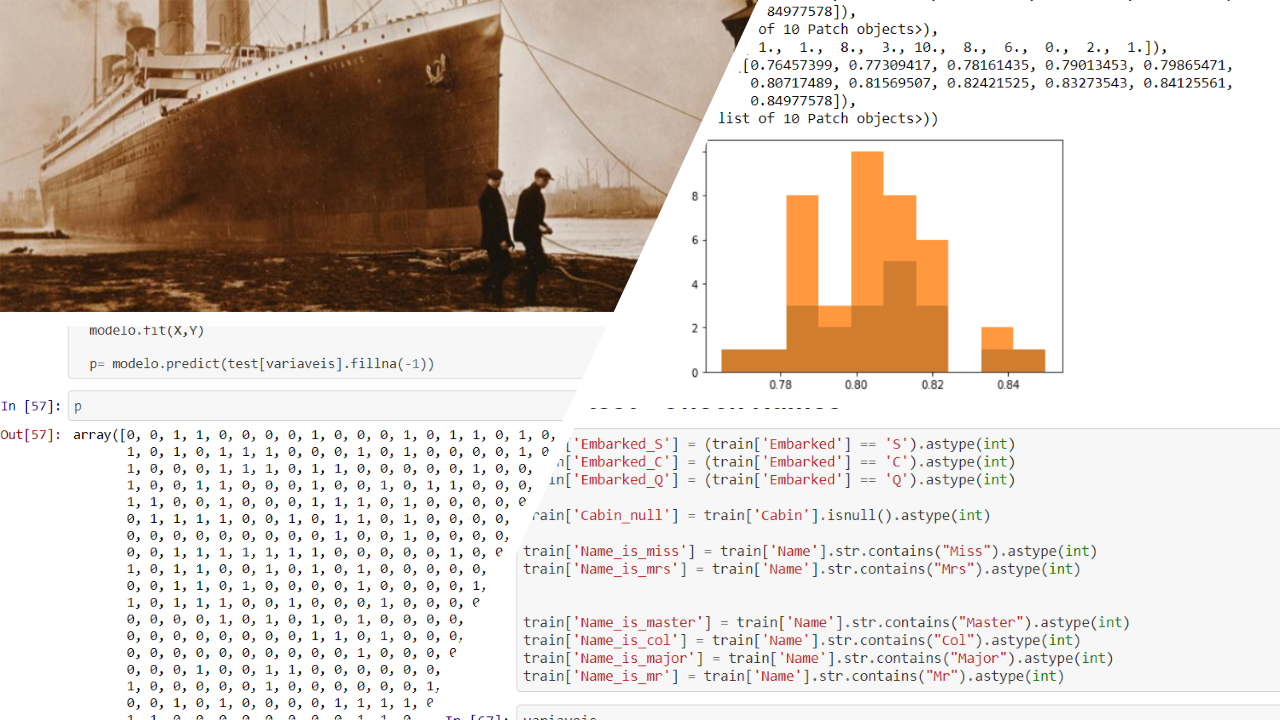 TITANIC
84977578]),
of 10 Patch objects>),
1., 1., 8., 3., 10., 8., 6., 0., 2., 1.]),
[0.76457399, 0.77309417, 0.78161435, 0.79013453, 0.79865471,
0.80717489, 0.81569507, 0.82421525, 0.83273543, 0.84125561,
0.84977578]),
list of 10 Patch objects>))
8
6
4
2
0
0.78 0.80 0.82 0.84
modelo.fit(X,Y)
p= modelo.predict(test[variaveis].fillna(-1))
In [57]: p
Out[57]: array([0, 0, 1, 1, 0, 0, 0, 0, 1, 0, 0, 0, 1, 0, 1, 1, 0, 1, 0,
1, 0, 1, 0, 1, 1, 1, 0, 0, 1, 0, 1, 0, 0, 0, 0, 1, 0
1, 0, 0, 0, 1, 1, 1, 0, 1, 1, 0, 0, 0, 0, 0, 1, 0, 0,
1, 0, 0, 1, 1, 0, 0, 0, 1, 0, 0, 1, 0, 1, 1, 0, 0, 0,
1, 1, 0, 0, 1, 0, 0, 0, 1, 1, 1, 0, 1, 0, 0, 0, 0, 0,
0, 1, 1, 1, 1, 0, 0, 1, 0, 1, 1, 0, 1, 0, 0, 0, 0, 0,
0, 0, 0, 0, 0, 0, 0, 0, 0, 1, 0, 0, 1, 0, 0, 0, 0,
0, 0, 1, 1, 1, 1, 1, 1, 1, 0, 0, 0, 0, 0, 1, 0, 0
1, 0, 1, 1, 0, 0, 1, 0, 1, 0, 1, 0, 0, 0, 0, 0,
0, 0, 1, 1, 0, 1, 0, 0, 0, 0, 1, 0, 0, 0, 0, 1,
1, 0, 1, 1, 1, 0, 0, 1, 0, 0, 0, 1, 0, 0, 0,
0, 0, 0, 0, 1, 0, 1, 0, 1, 0, 0, 1, 0, 0, 0,
0, 0, 0, 0, 0, 0, 0, 0, 1, 1, 0, 1, 0, 0, 0,
0, 0, 0, 0, 0, 0, 0, 0, 1, 0, 0, 1, 0, 0,
0, 0, 0, 1, 0, 0, 1, 1, 0, 0, 0, 0, 0, 0,
1, 0, 0, 0, 0, 1, 0, 0, 0, 0, 0, 0, 1,
0, 0, 1, 0, 1, 0, 0, 0, 1, 1, 1, 1,
'Embarked_S'] = (train['Embarked'] == 'S').astype(int)
'Embarked_C'] = (train['Embarked'] == 'C').astype(int)
'Embarked_Q'] = (train['Embarked'] == 'Q').astype(int)
rain['Cabin_null'] = train['Cabin'].isnull().astype(int)
train['Name_is_miss'] = train['Name'].str.contains("Miss").astype(int)
train['Name_is_mrs'] = train['Name'].str.contains("Mrs").astype(int)
train['Name_is_master'] = train['Name'].str.contains("Master").astype(int)
train['Name_is_col'] = train['Name'].str.contains("Col").astype(int)
train['Name_is_major'] = train['Name'].str.contains("Major").astype(int)
train['Name_is_mr'] = train['Name'].str.contains("Mr").astype(int)